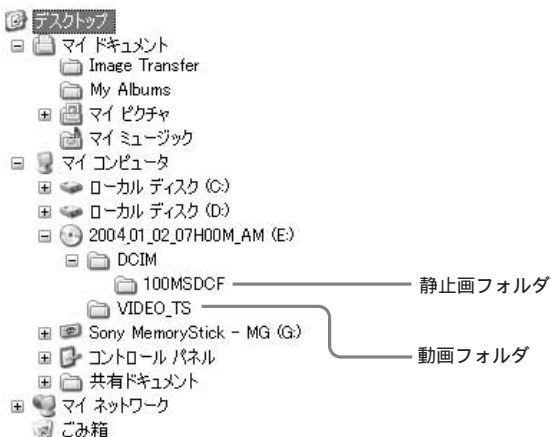 デスクトップ
マイ ドキュメント
Image Transfer
My Albums
マイ ピクチャ
マイ ミュージック
マイ コンピュータ
ローカル ディスク (C:)
ローカル ディスク (D:)
2004_01_02_07H00M_AM (E:)
DCIM
100MSDCF
静止画フォルダ
VIDEO_TS
Sony MemoryStick - MG (G:)
動画フォルダ
コントロール パネル
共有ドキュメント
マイ ネットワーク
ごみ箱